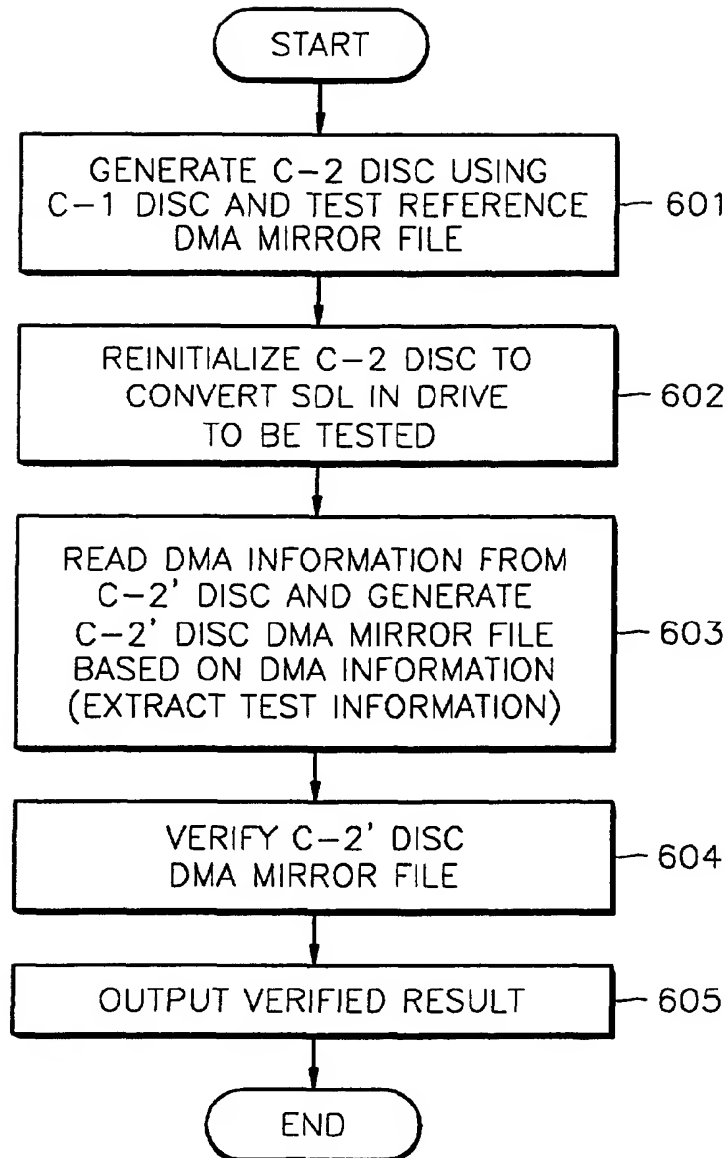 START
GENERATE C-2 DISC USING
C-1 DISC AND TEST REFERENCE
DMA MIRROR FILE
601
REINITIALIZE C-2 DISC TO
CONVERT SDL IN DRIVE
TO BE TESTED
602
READ DMA INFORMATION FROM
C-2' DISC AND GENERATE
C-2' DISC DMA MIRROR FILE
BASED ON DMA INFORMATION
(EXTRACT TEST INFORMATION)
603
VERIFY C-2' DISC
DMA MIRROR FILE
604
OUTPUT VERIFIED RESULT
605
END